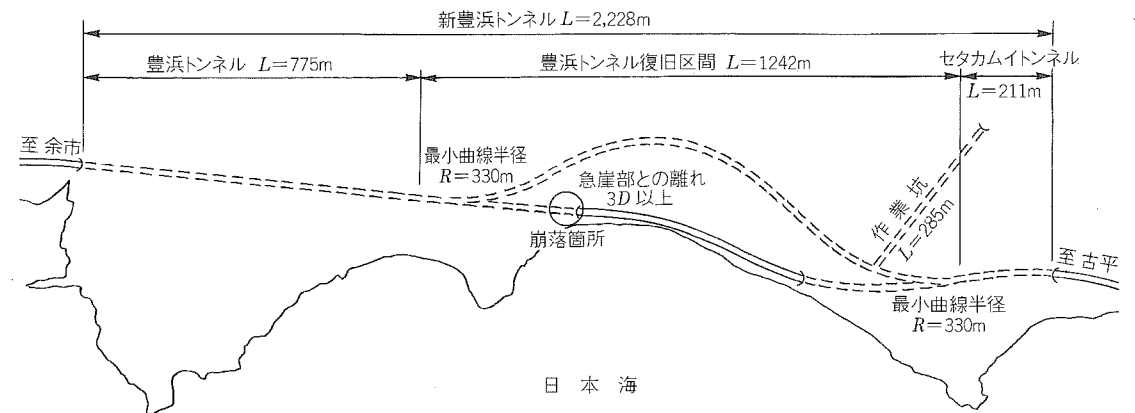 新豊浜トンネル L=2,228m
豊浜トンネル L=775m
豊浜トンネル復旧区間 L=1242m
セタカムイトンネル
L=211m
至 余市
最小曲線半径
R=330m
急崖部との離れ
3D以上
崩落箇所
作業坑
L=285m
至 古平
最小曲線半径
R=330m
日本海